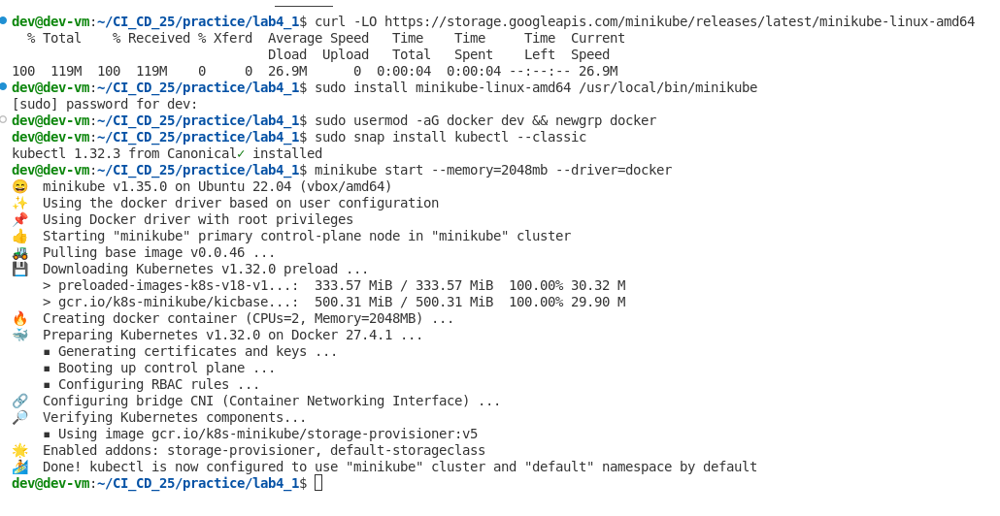 dev@dev-vm:~/CI_CD_25/practice/lab4_1$ curl -LO https://storage.googleapis.com/minikube/releases/latest/minikube-linux-amd64
  % Total    % Received % Xferd  Average Speed   Time    Time     Time  Current
                                 Dload  Upload   Total   Spent    Left  Speed
100  119M  100  119M    0     0  26.9M      0  0:00:04  0:00:04 --:--:-- 26.9M
dev@dev-vm:~/CI_CD_25/practice/lab4_1$ sudo install minikube-linux-amd64 /usr/local/bin/minikube
[sudo] password for dev:
dev@dev-vm:~/CI_CD_25/practice/lab4_1$ sudo usermod -aG docker dev && newgrp docker
dev@dev-vm:~/CI_CD_25/practice/lab4_1$ sudo snap install kubectl --classic
kubectl 1.32.3 from Canonical✓ installed
dev@dev-vm:~/CI_CD_25/practice/lab4_1$ minikube start --memory=2048mb --driver=docker
😄  minikube v1.35.0 on Ubuntu 22.04 (vbox/amd64)
✨  Using the docker driver based on user configuration
📌  Using Docker driver with root privileges
👍  Starting "minikube" primary control-plane node in "minikube" cluster
🚜  Pulling base image v0.0.46 ...
💾  Downloading Kubernetes v1.32.0 preload ...
    > preloaded-images-k8s-v18-v1...:  333.57 MiB / 333.57 MiB  100.00% 30.32 M
    > gcr.io/k8s-minikube/kicbase...:  500.31 MiB / 500.31 MiB  100.00% 29.90 M
🔥  Creating docker container (CPUs=2, Memory=2048MB) ...
🐳  Preparing Kubernetes v1.32.0 on Docker 27.4.1 ...
    ▪ Generating certificates and keys ...
    ▪ Booting up control plane ...
    ▪ Configuring RBAC rules ...
🔗  Configuring bridge CNI (Container Networking Interface) ...
🔎  Verifying Kubernetes components...
    ▪ Using image gcr.io/k8s-minikube/storage-provisioner:v5
🌟  Enabled addons: storage-provisioner, default-storageclass
🏄  Done! kubectl is now configured to use "minikube" cluster and "default" namespace by default
dev@dev-vm:~/CI_CD_25/practice/lab4_1$